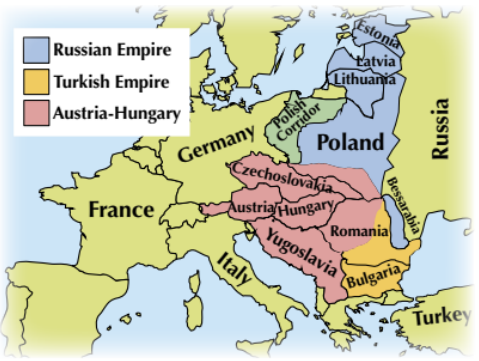 Russian Empire
Turkish Empire
Austria-Hungary
Estonia
Latvia
Lithuania
Russia
Polish
Corridor
Poland
Germany
Czechoslovakia
France
Austria
Hungary
Bessarabia
Romania
Yugoslavia
Italy
Bulgaria
Turkey